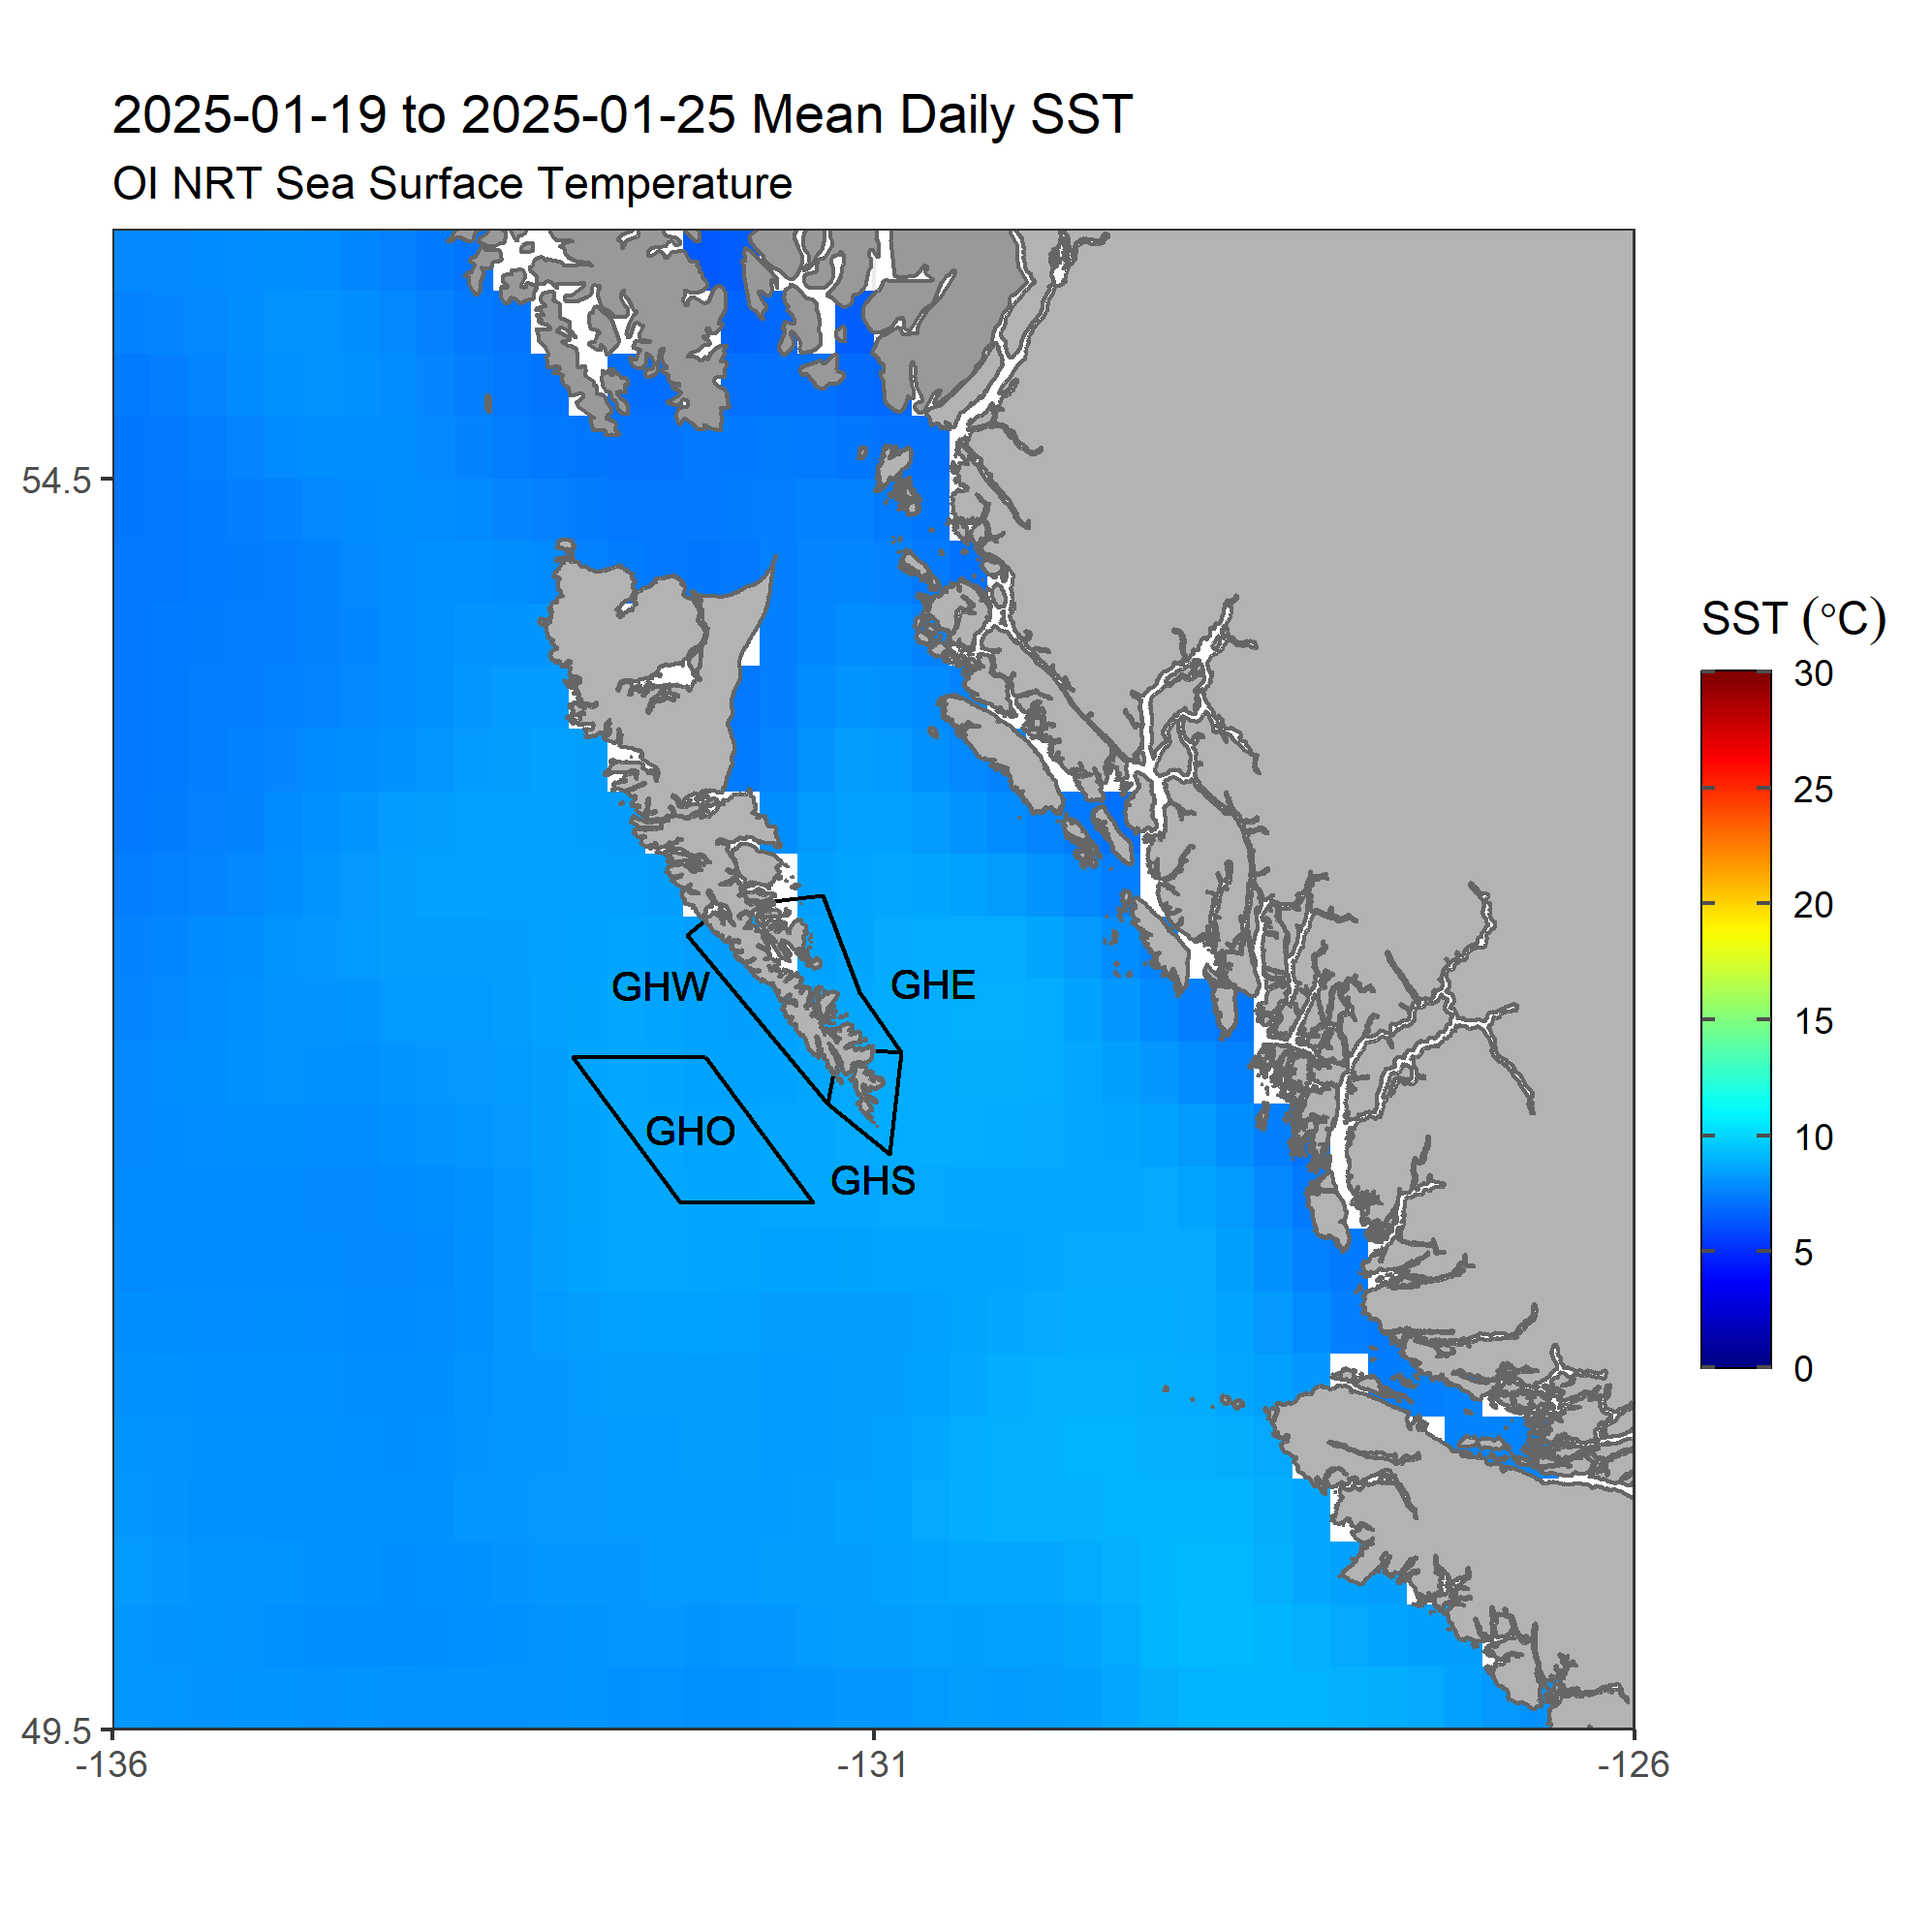 2025-01-19 to 2025-01-25 Mean Daily SST
OI NRT Sea Surface Temperature
54.5
49.5
-136
-131
-126
GHW
GHE
GHO
GHS
SST (°C)
30
25
20
15
10
5
0